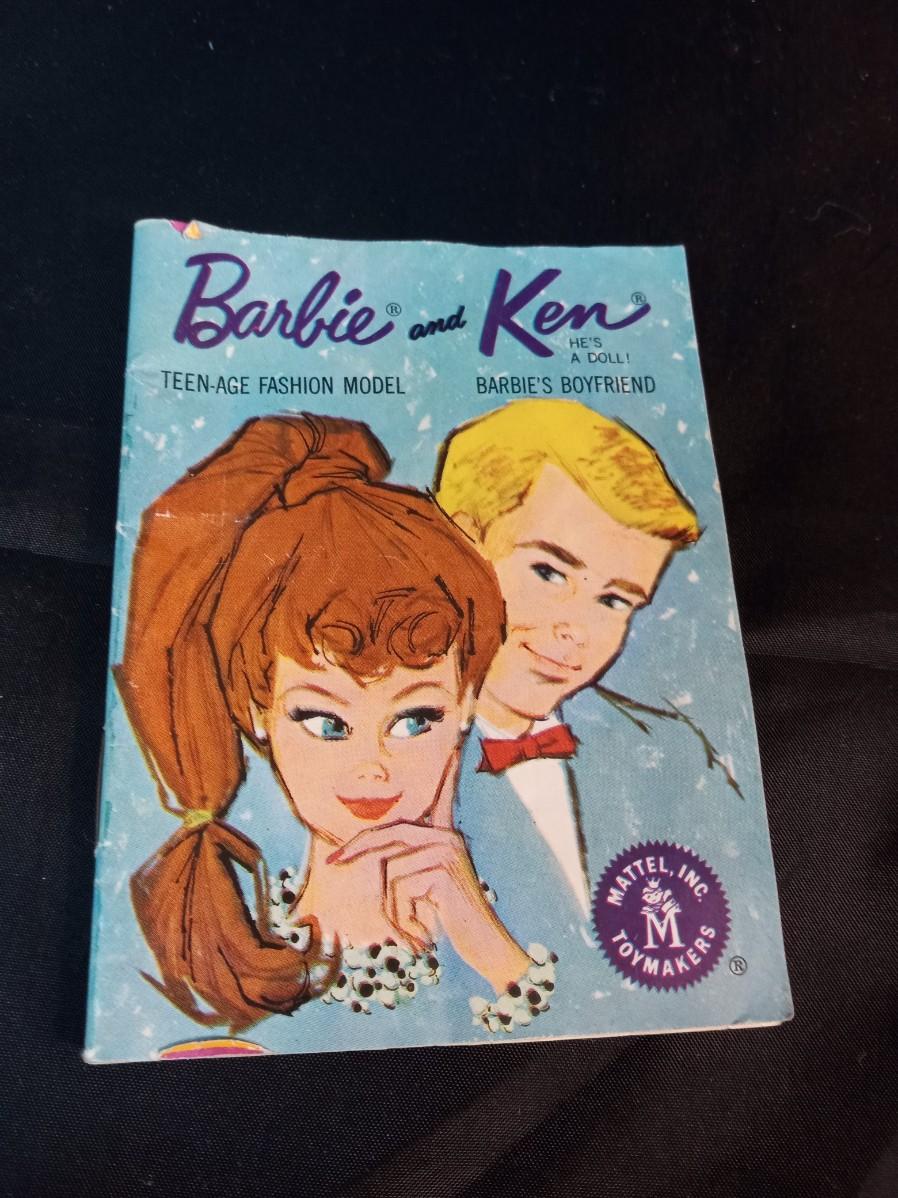 Barbie® and Ken®
HE'S
A DOLL!
TEEN-AGE FASHION MODEL
BARBIE'S BOYFRIEND
MATTEL, INC.
M
TOYMAKERS
®